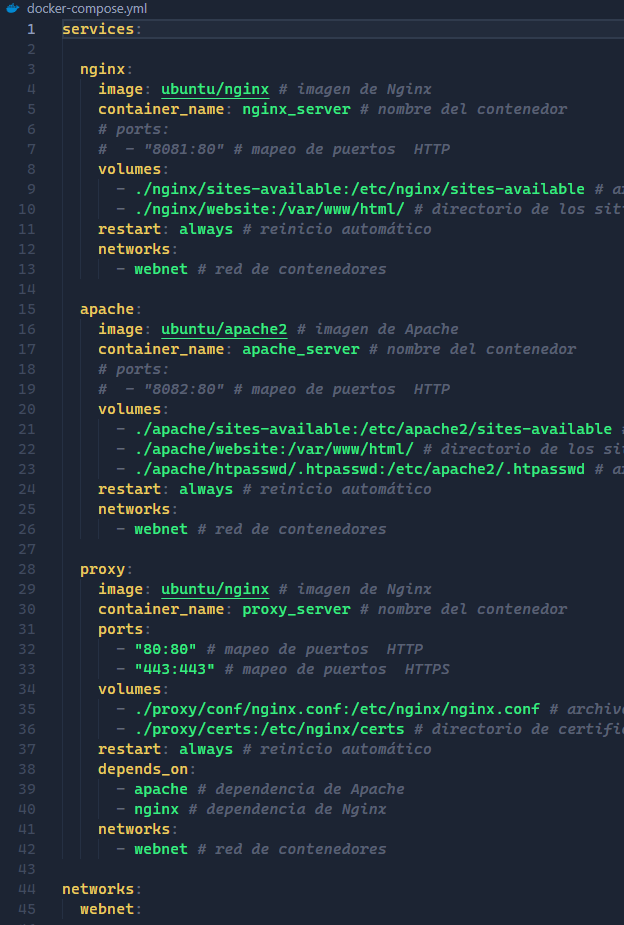 docker-compose.yml
1 services:
2
3 nginx:
4 image: ubuntu/nginx # imagen de Nginx
5 container_name: nginx_server # nombre del contenedor
6 # ports:
7 #  - "8081:80" # mapeo de puertos  HTTP
8 volumes:
9 - ./nginx/sites-available:/etc/nginx/sites-available #
10 - ./nginx/website:/var/www/html/ # directorio de los
11 restart: always # reinicio automático
12 networks:
13 - webnet # red de contenedores
14
15 apache:
16 image: ubuntu/apache2 # imagen de Apache
17 container_name: apache_server # nombre del contenedor
18 # ports:
19 #  - "8082:80" # mapeo de puertos  HTTP
20 volumes:
21 - ./apache/sites-available:/etc/apache2/sites-available #
22 - ./apache/website:/var/www/html/ # directorio de los
23 - ./apache/htpasswd/.htpasswd:/etc/apache2/.htpasswd #
24 restart: always # reinicio automático
25 networks:
26 - webnet # red de contenedores
27
28 proxy:
29 image: ubuntu/nginx # imagen de Nginx
30 container_name: proxy_server # nombre del contenedor
31 ports:
32 - "80:80" # mapeo de puertos  HTTP
33 - "443:443" # mapeo de puertos  HTTPS
34 volumes:
35 - ./proxy/conf/nginx.conf:/etc/nginx/nginx.conf # archiv
36 - ./proxy/certs:/etc/nginx/certs # directorio de certifi
37 restart: always # reinicio automático
38 depends_on:
39 - apache # dependencia de Apache
40 - nginx # dependencia de Nginx
41 networks:
42 - webnet # red de contenedores
43
44 networks:
45 webnet: